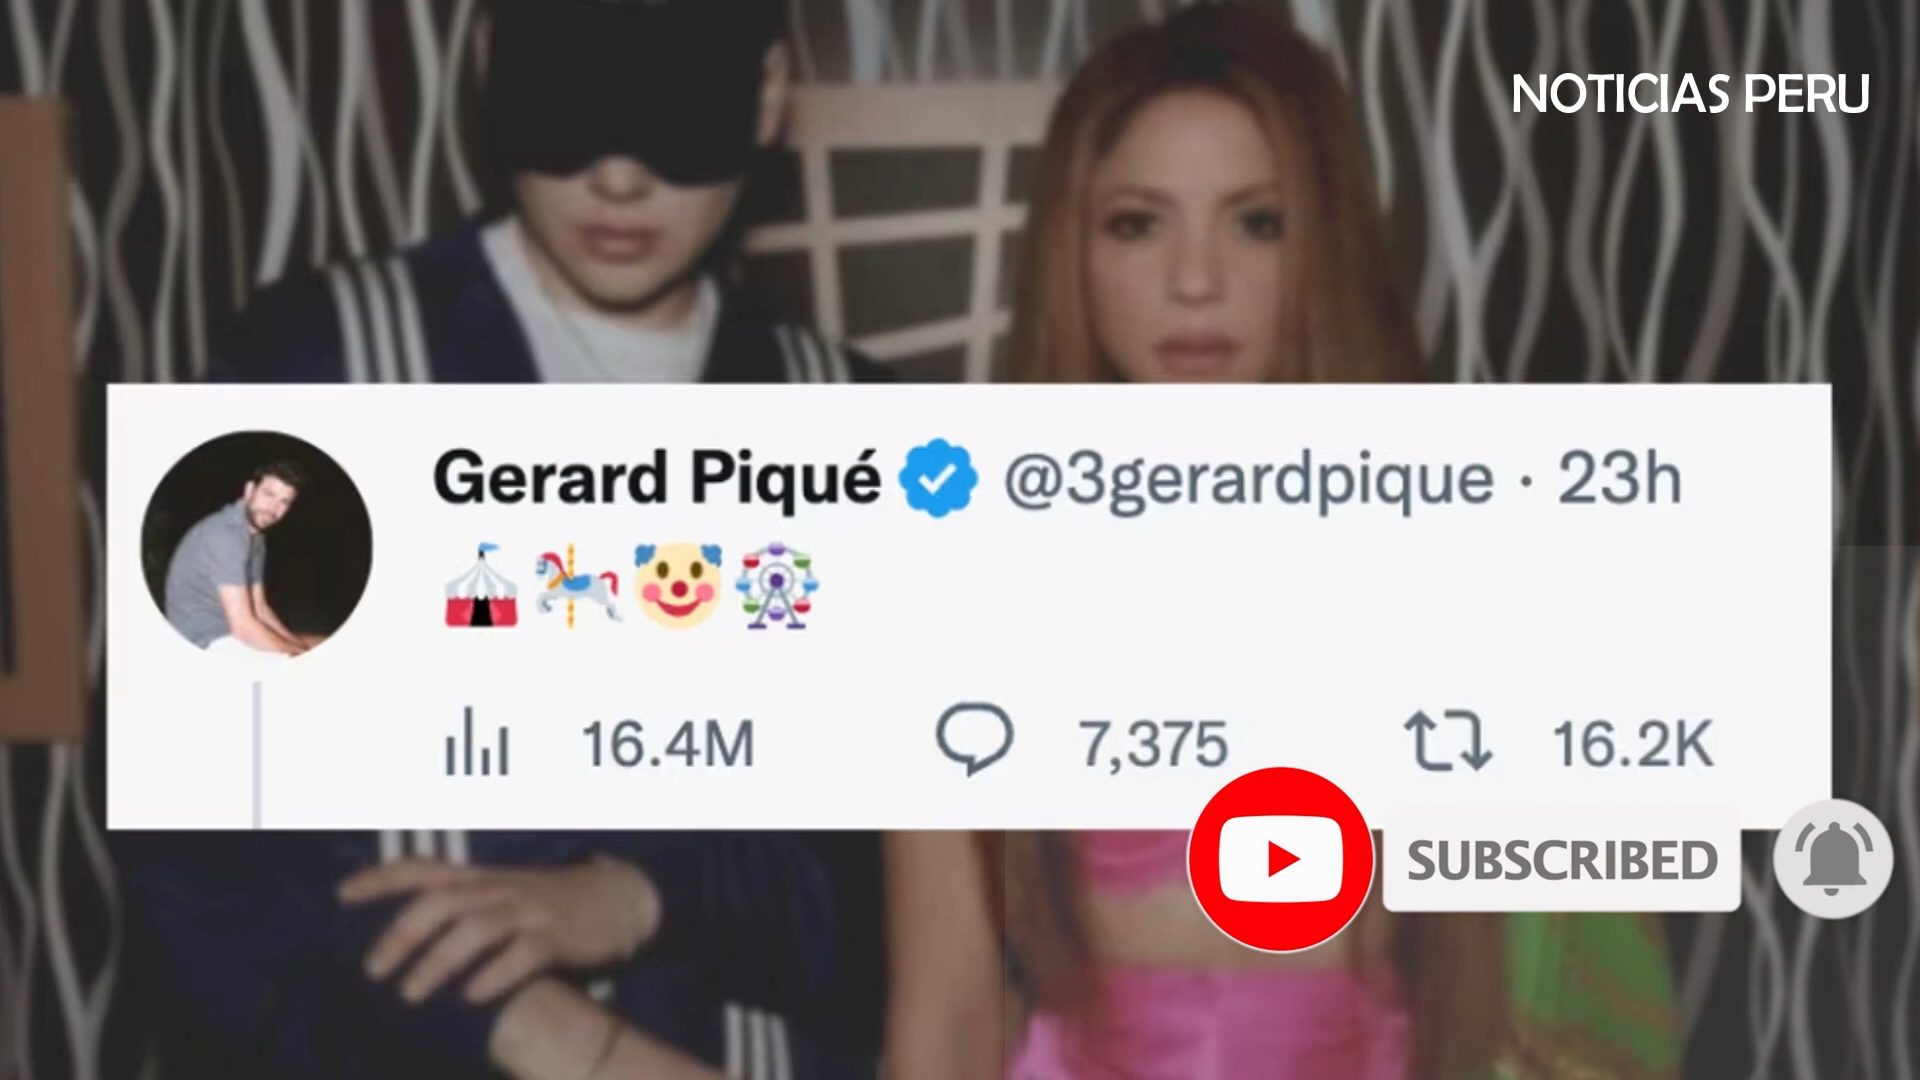 NOTICIAS PERU
Gerard Piqué @3gerardpique · 23h
🎪🎠🤡🎡
16.4M 7,375 16.2K
SUBSCRIBED